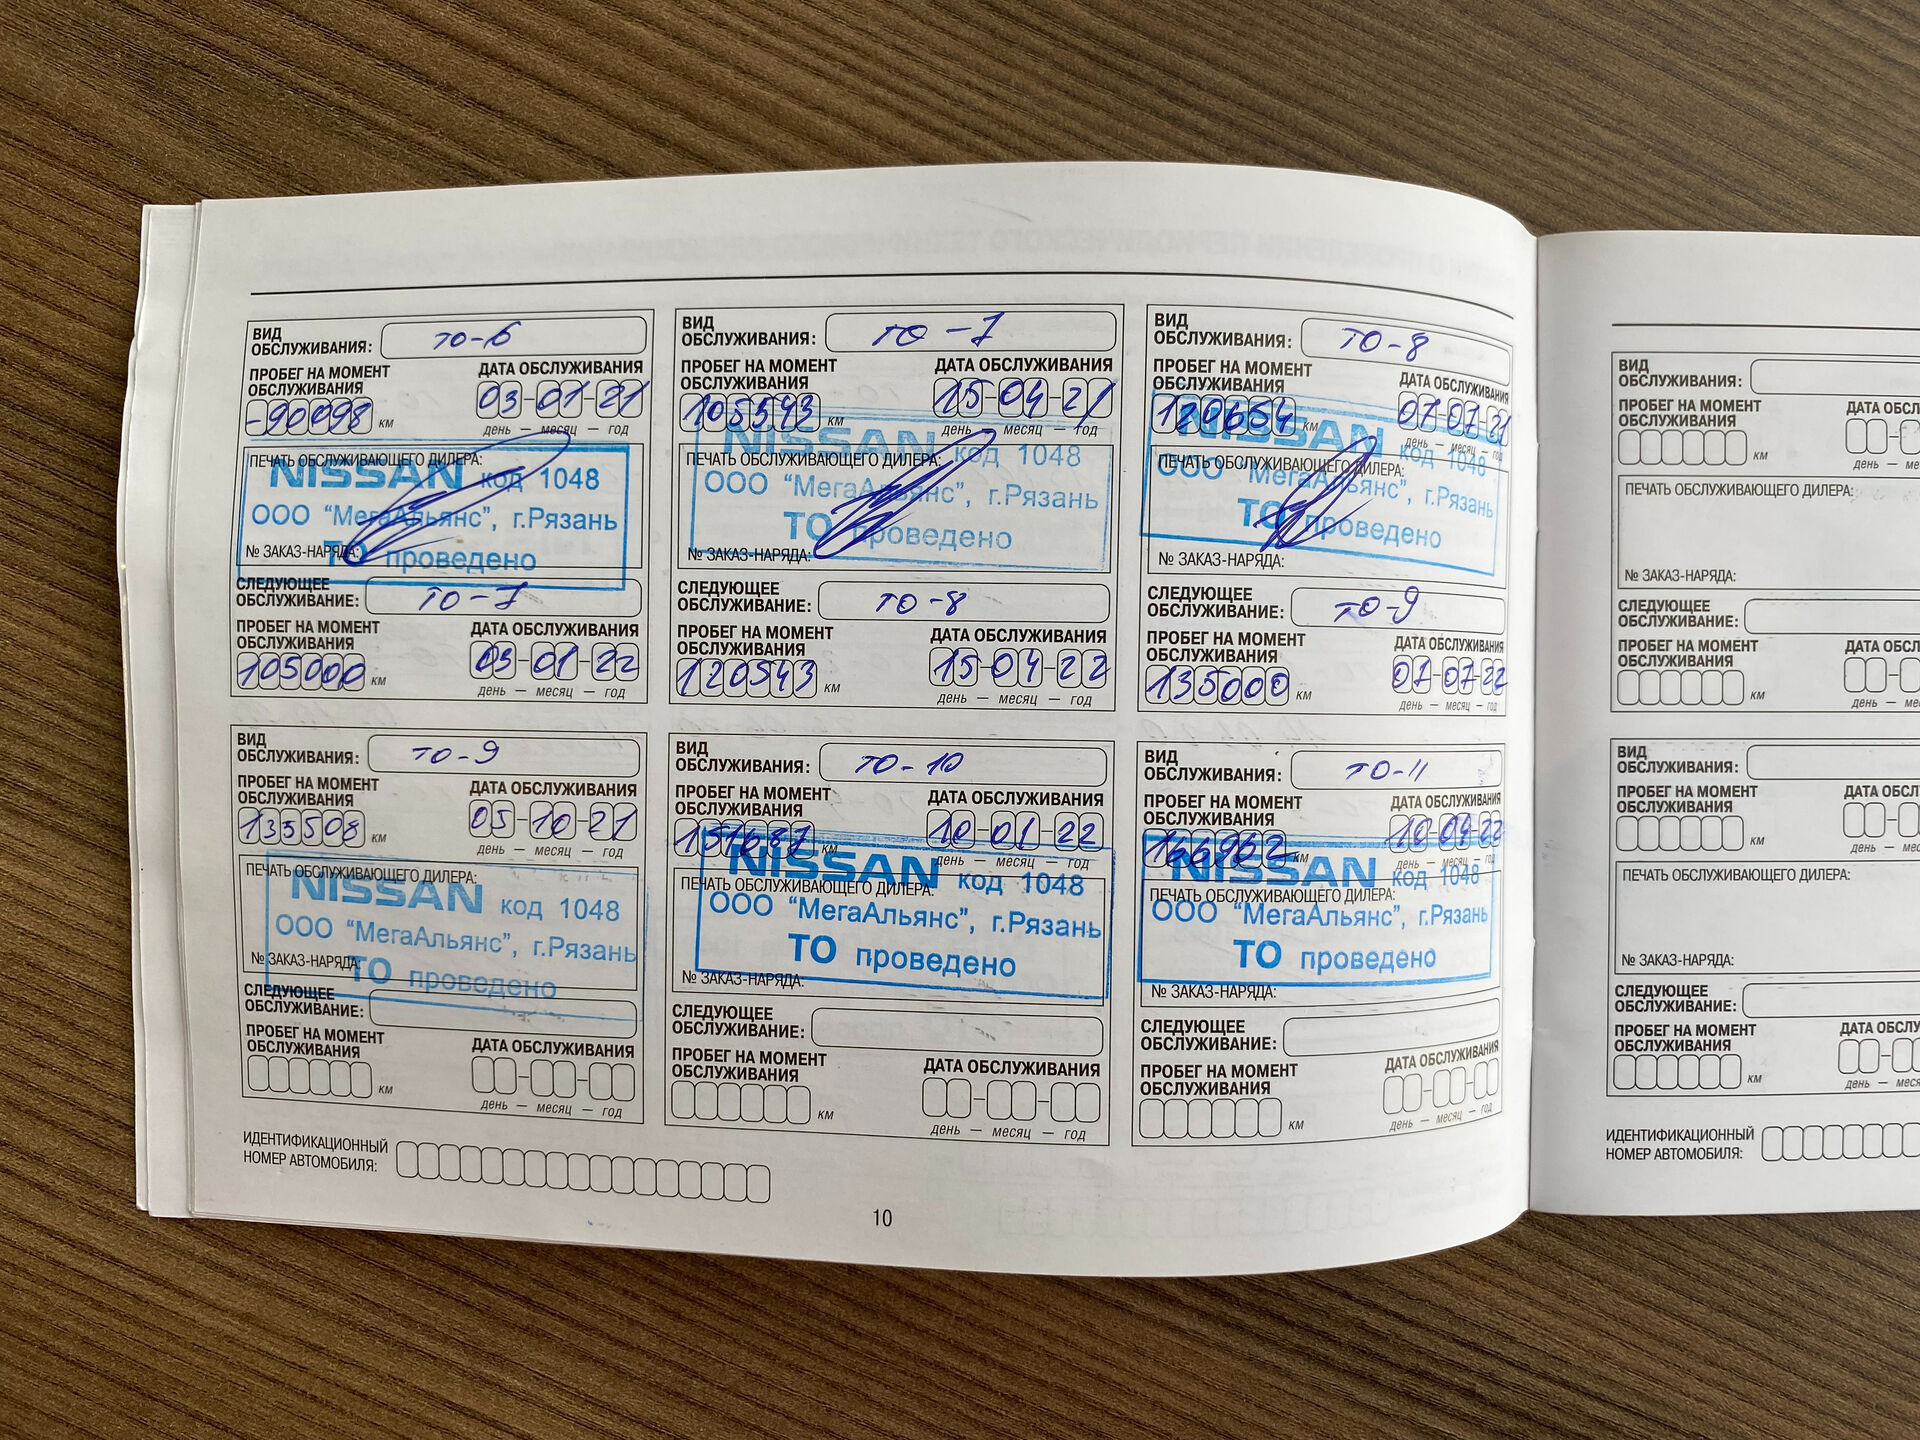 ВИД
ОБСЛУЖИВАНИЯ: ТО-6
ПРОБЕГ НА МОМЕНТ
ОБСЛУЖИВАНИЯ
ДАТА ОБСЛУЖИВАНИЯ
-90098 км
03-01-21
день — месяц — год
ПЕЧАТЬ ОБСЛУЖИВАЮЩЕГО ДИЛЕРА:
NISSAN код 1048
ООО "МегаАльянс", г.Рязань
ТО проведено
№ ЗАКАЗ-НАРЯДА:
СЛЕДУЮЩЕЕ
ОБСЛУЖИВАНИЕ: ТО-7
ПРОБЕГ НА МОМЕНТ
ОБСЛУЖИВАНИЯ
ДАТА ОБСЛУЖИВАНИЯ
105000 км
03-01-22
день — месяц — год
ВИД
ОБСЛУЖИВАНИЯ: ТО-7
ПРОБЕГ НА МОМЕНТ
ОБСЛУЖИВАНИЯ
ДАТА ОБСЛУЖИВАНИЯ
105543 км
15-04-21
день — месяц — год
ПЕЧАТЬ ОБСЛУЖИВАЮЩЕГО ДИЛЕРА:
NISSAN код 1048
ООО "МегаАльянс", г.Рязань
ТО проведено
№ ЗАКАЗ-НАРЯДА:
СЛЕДУЮЩЕЕ
ОБСЛУЖИВАНИЕ: ТО-8
ПРОБЕГ НА МОМЕНТ
ОБСЛУЖИВАНИЯ
ДАТА ОБСЛУЖИВАНИЯ
120543 км
15-04-22
день — месяц — год
ВИД
ОБСЛУЖИВАНИЯ: ТО-8
ПРОБЕГ НА МОМЕНТ
ОБСЛУЖИВАНИЯ
ДАТА ОБСЛУЖИВАНИЯ
120654 км
07-07-21
день — месяц — год
ПЕЧАТЬ ОБСЛУЖИВАЮЩЕГО ДИЛЕРА:
NISSAN код 1048
ООО "МегаАльянс", г.Рязань
ТО проведено
№ ЗАКАЗ-НАРЯДА:
СЛЕДУЮЩЕЕ
ОБСЛУЖИВАНИЕ: ТО-9
ПРОБЕГ НА МОМЕНТ
ОБСЛУЖИВАНИЯ
ДАТА ОБСЛУЖИВАНИЯ
135000 км
07-07-22
день — месяц — год
ВИД
ОБСЛУЖИВАНИЯ: ТО-9
ПРОБЕГ НА МОМЕНТ
ОБСЛУЖИВАНИЯ
ДАТА ОБСЛУЖИВАНИЯ
135508 км
05-10-21
день — месяц — год
ПЕЧАТЬ ОБСЛУЖИВАЮЩЕГО ДИЛЕРА:
NISSAN код 1048
ООО "МегаАльянс", г.Рязань
ТО проведено
№ ЗАКАЗ-НАРЯДА:
СЛЕДУЮЩЕЕ
ОБСЛУЖИВАНИЕ:
ПРОБЕГ НА МОМЕНТ
ОБСЛУЖИВАНИЯ
ДАТА ОБСЛУЖИВАНИЯ
км
день — месяц — год
ВИД
ОБСЛУЖИВАНИЯ: ТО-10
ПРОБЕГ НА МОМЕНТ
ОБСЛУЖИВАНИЯ
ДАТА ОБСЛУЖИВАНИЯ
км
10-01-22
день — месяц — год
ПЕЧАТЬ ОБСЛУЖИВАЮЩЕГО ДИЛЕРА:
NISSAN код 1048
ООО "МегаАльянс", г.Рязань
ТО проведено
№ ЗАКАЗ-НАРЯДА:
СЛЕДУЮЩЕЕ
ОБСЛУЖИВАНИЕ:
ПРОБЕГ НА МОМЕНТ
ОБСЛУЖИВАНИЯ
ДАТА ОБСЛУЖИВАНИЯ
км
день — месяц — год
ВИД
ОБСЛУЖИВАНИЯ: ТО-11
ПРОБЕГ НА МОМЕНТ
ОБСЛУЖИВАНИЯ
ДАТА ОБСЛУЖИВАНИЯ
166962 км
день — месяц — год
ПЕЧАТЬ ОБСЛУЖИВАЮЩЕГО ДИЛЕРА:
NISSAN код 1048
ООО "МегаАльянс", г.Рязань
ТО проведено
№ ЗАКАЗ-НАРЯДА:
СЛЕДУЮЩЕЕ
ОБСЛУЖИВАНИЕ:
ПРОБЕГ НА МОМЕНТ
ОБСЛУЖИВАНИЯ
ДАТА ОБСЛУЖИВАНИЯ
км
день — месяц — год
ИДЕНТИФИКАЦИОННЫЙ
НОМЕР АВТОМОБИЛЯ:
10
ВИД
ОБСЛУЖИВАНИЯ:
ПРОБЕГ НА МОМЕНТ
ОБСЛУЖИВАНИЯ
ДАТА
км
день —
ПЕЧАТЬ ОБСЛУЖИВАЮЩЕГО ДИЛЕРА:
№ ЗАКАЗ-НАРЯДА:
СЛЕДУЮЩЕЕ
ОБСЛУЖИВАНИЕ:
ПРОБЕГ НА МОМЕНТ
ОБСЛУЖИВАНИЯ
ДАТА
км
день —
ВИД
ОБСЛУЖИВАНИЯ:
ПРОБЕГ НА МОМЕНТ
ОБСЛУЖИВАНИЯ
ДАТА
км
день —
ПЕЧАТЬ ОБСЛУЖИВАЮЩЕГО ДИЛЕРА:
№ ЗАКАЗ-НАРЯДА:
СЛЕДУЮЩЕЕ
ОБСЛУЖИВАНИЕ:
ПРОБЕГ НА МОМЕНТ
ОБСЛУЖИВАНИЯ
ДАТА
км
день —
ИДЕНТИФИКАЦИОННЫЙ
НОМЕР АВТОМОБИЛЯ: